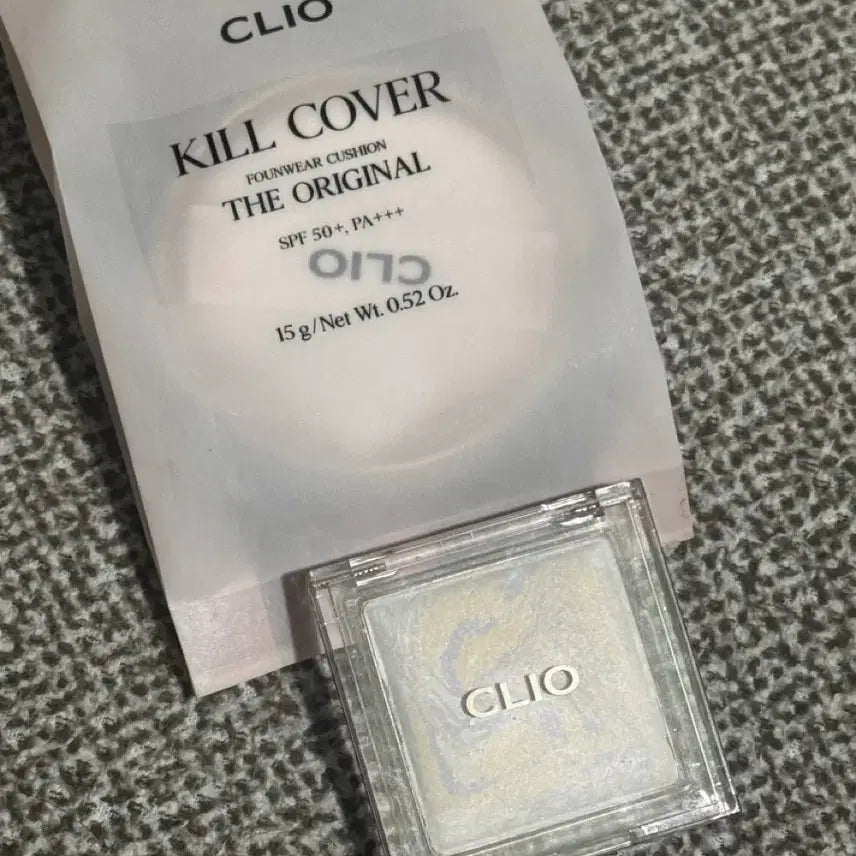 CLIO
KILL COVER
FOUNWEAR CUSHION
THE ORIGINAL
SPF 50+, PA+++
CLIO
15 g/Net Wt. 0.52 Oz.
CLIO